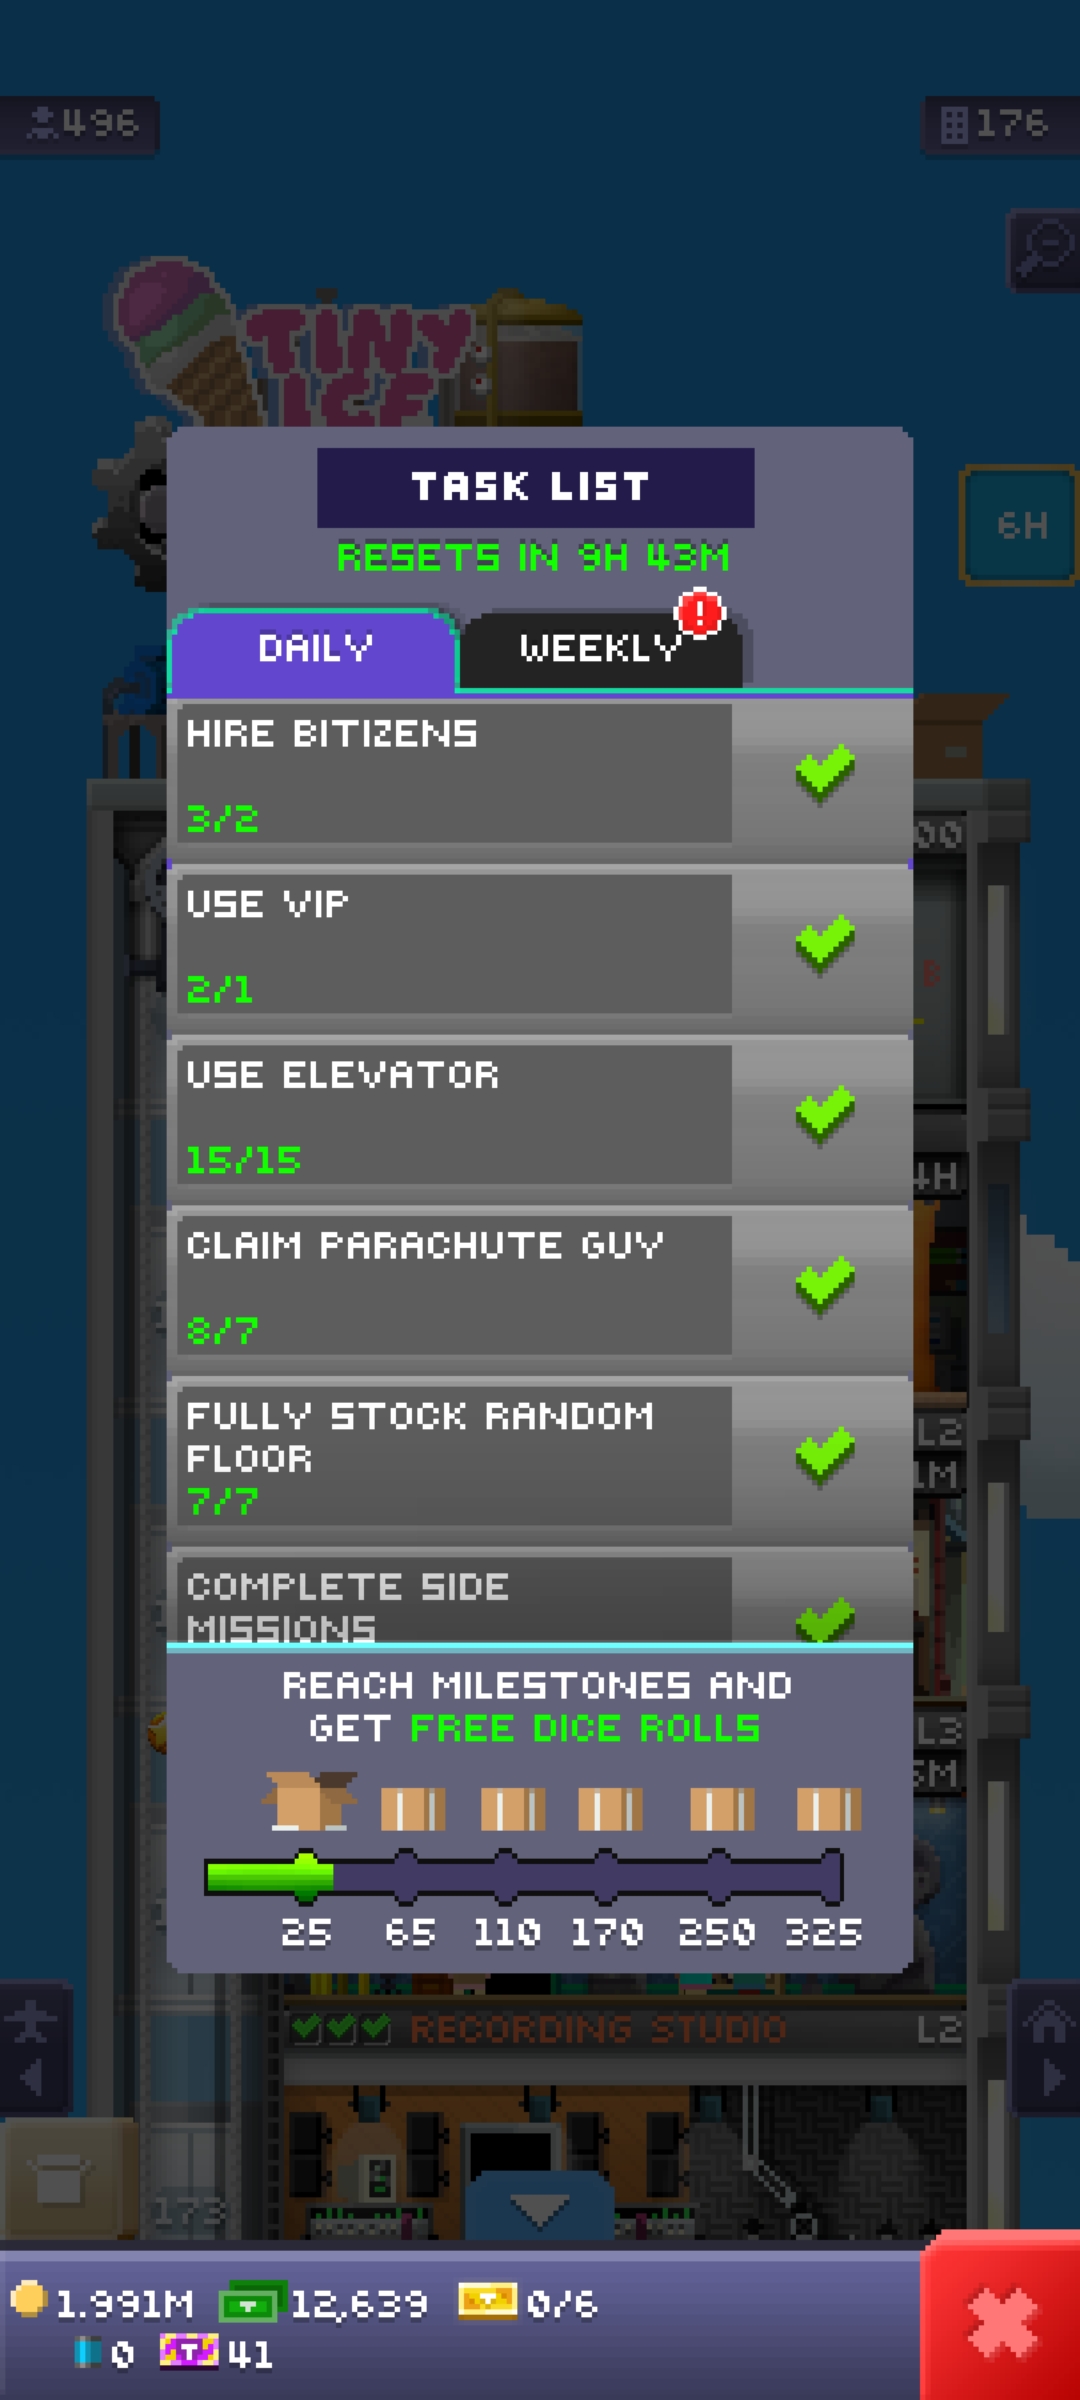 496
176
TINY
ICE
TASK LIST
RESETS IN 9H 43M
6H
DAILY
WEEKLY
!
HIRE BITIZENS
3/2
USE VIP
2/1
USE ELEVATOR
15/15
4H
CLAIM PARACHUTE GUY
8/7
FULLY STOCK RANDOM
FLOOR
7/7
L2
COMPLETE SIDE
MISSIONS
REACH MILESTONES AND
GET FREE DICE ROLLS
L3
25 65 110 170 250 325
RECORDING STUDIO L2
173
1.991M 12,639 0/6
0 41